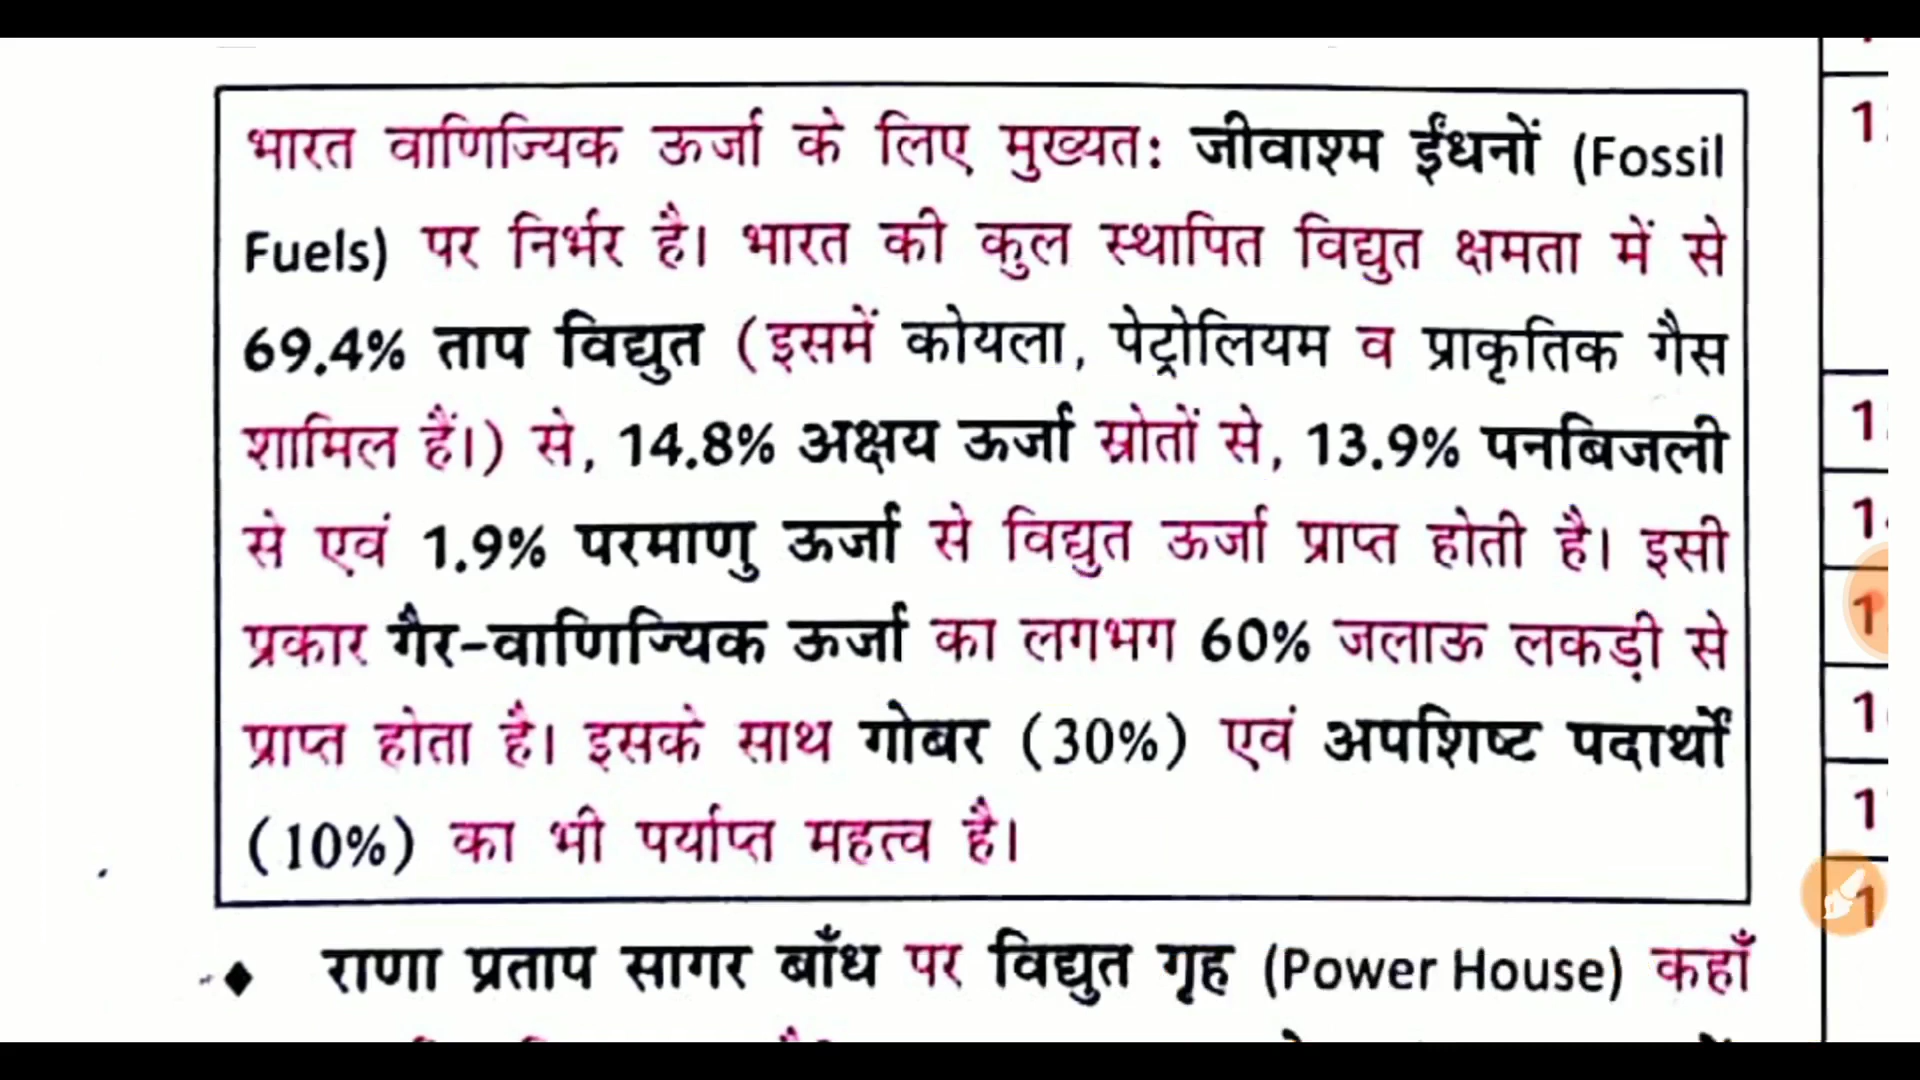 भारत वाणिज्यिक ऊर्जा के लिए मुख्यतः जीवाश्म ईंधनों (Fossil
Fuels) पर निर्भर है। भारत की कुल स्थापित विद्युत क्षमता में से
69.4% ताप विद्युत (इसमें कोयला, पेट्रोलियम व प्राकृतिक गैस
शामिल हैं।) से, 14.8% अक्षय ऊर्जा स्रोतों से, 13.9% पनबिजली
से एवं 1.9% परमाणु ऊर्जा से विद्युत ऊर्जा प्राप्त होती है। इसी
प्रकार गैर-वाणिज्यिक ऊर्जा का लगभग 60% जलाऊ लकड़ी से
प्राप्त होता है। इसके साथ गोबर (30%) एवं अपशिष्ट पदार्थों
(10%) का भी पर्याप्त महत्व है।
♦ राणा प्रताप सागर बाँध पर विद्युत गृह (Power House) कहाँ